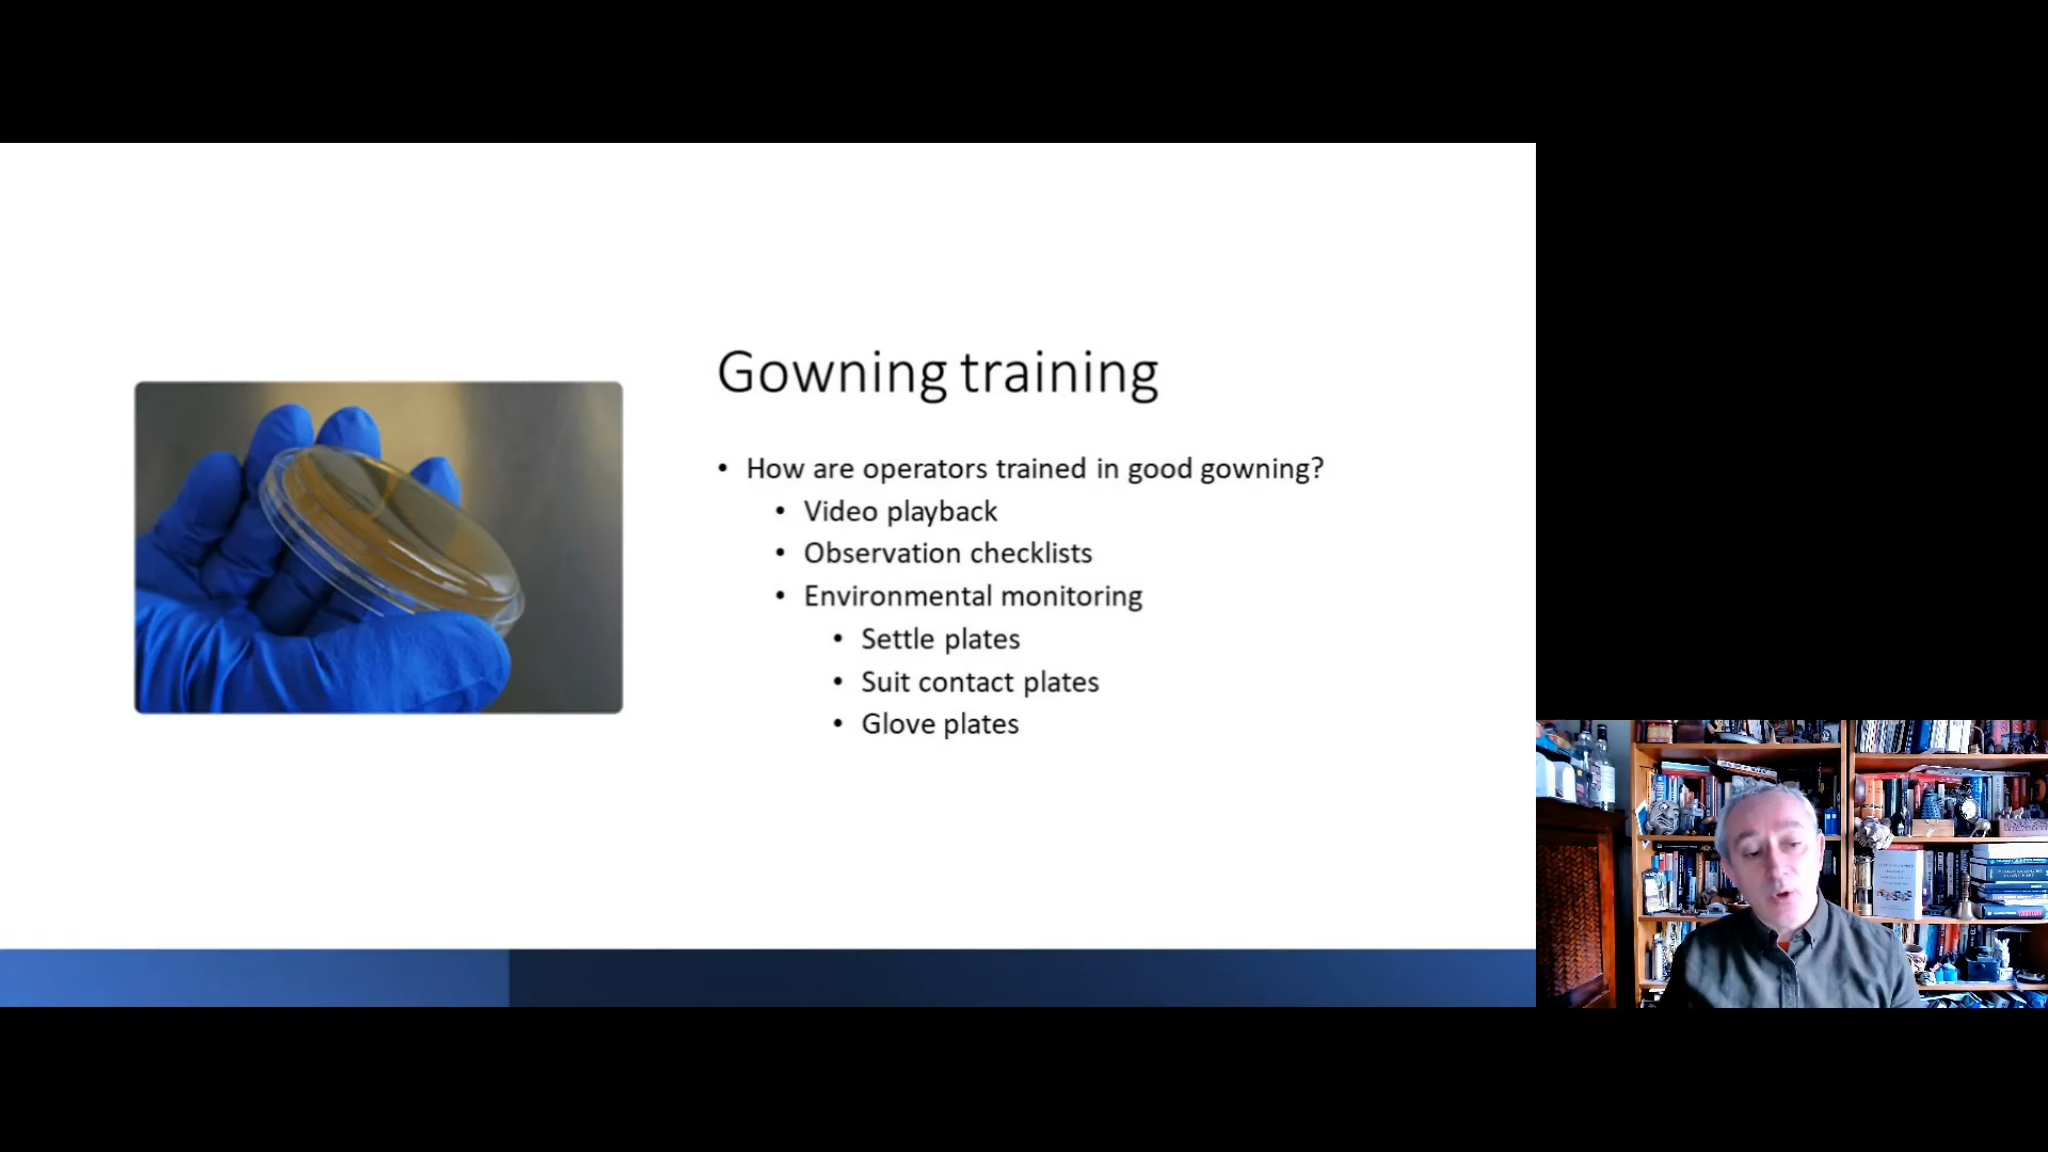 Gowning training
• How are operators trained in good gowning?
• Video playback
• Observation checklists
• Environmental monitoring
• Settle plates
• Suit contact plates
• Glove plates